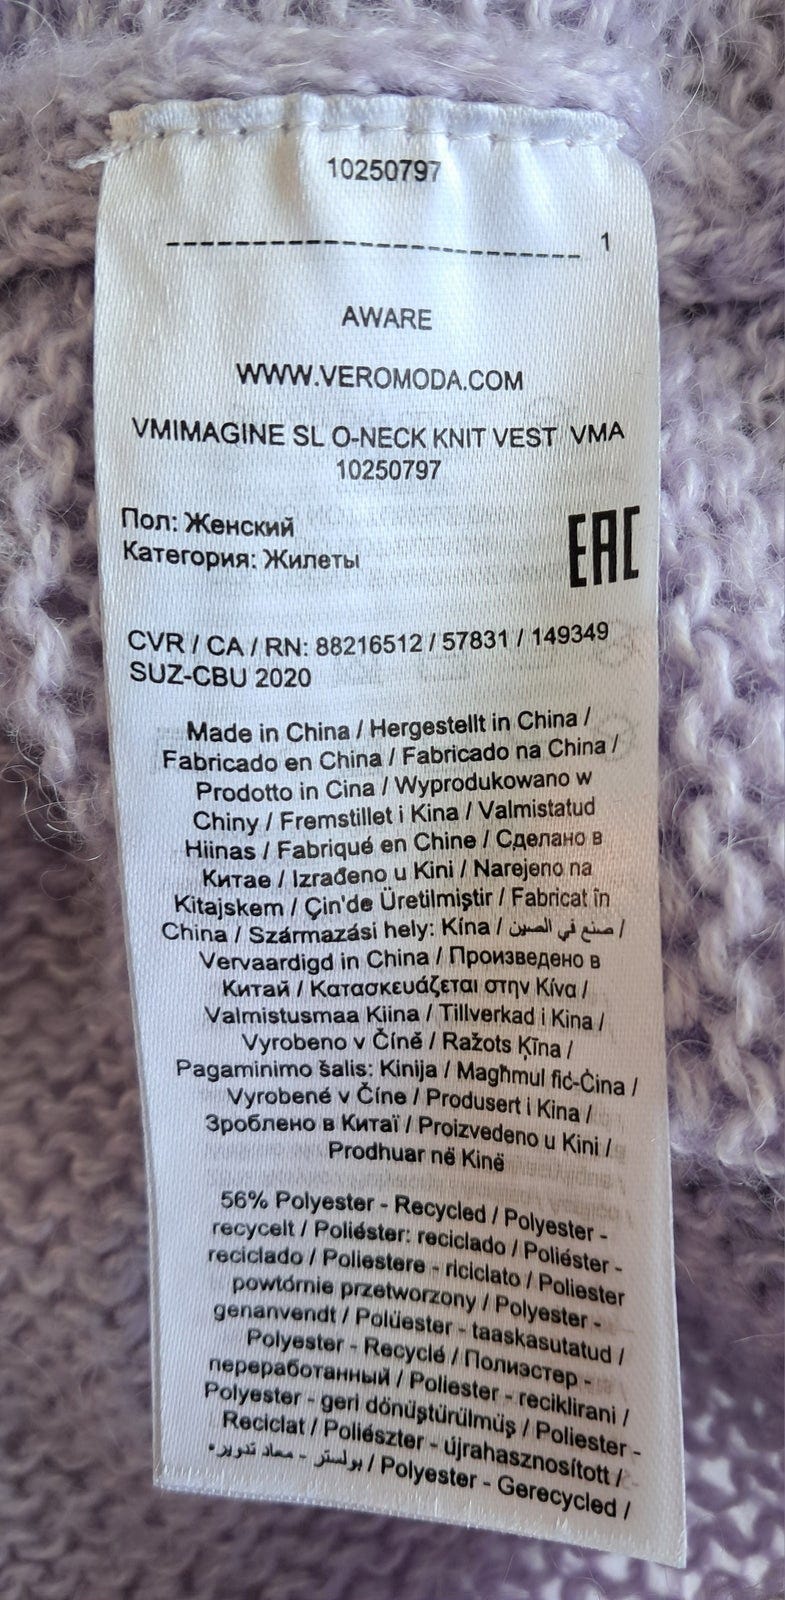 10250797
------------------------- 1
AWARE
WWW.VEROMODA.COM
VMIMAGINE SL O-NECK KNIT VEST VMA
10250797
Пол: Женский
Категория: Жилеты
EAC
CVR / CA / RN: 88216512 / 57831 / 149349
SUZ-CBU 2020
Made in China / Hergestellt in China /
Fabricado en China / Fabricado na China /
Prodotto in Cina / Wyprodukowano w
Chiny / Fremstillet i Kina / Valmistatud
Hiinas / Fabriqué en Chine / Сделано в
Китае / Izrađeno u Kini / Narejeno na
Kitajskem / Çin'de Üretilmiştir / Fabricat în
China / Származási hely: Kína / صنع في الصين /
Vervaardigd in China / Произведено в
Китай / Κατασκευάζεται στην Κίνα /
Valmistusmaa Kiina / Tillverkad i Kina /
Vyrobeno v Číně / Ražots Ķīna /
Pagaminimo šalis: Kinija / Magħmul fiċ-Ċina /
Vyrobené v Číne / Produsert i Kina /
Зроблено в Китаї / Proizvedeno u Kini /
Prodhuar në Kinë
56% Polyester - Recycled / Polyester -
recycelt / Poliéster: reciclado / Poliéster -
reciclado / Poliestere - riciclato / Poliester
powtórnie przetworzony / Polyester -
genanvendt / Polüester - taaskasutatud /
Polyester - Recyclé / Полиэстер -
переработанный / Poliester - reciklirani /
Polyester - geri dönüştürülmüş / Poliester -
Reciclat / Poliészter - újrahasznosított /
بولستر - معاد تدويره / Polyester - Gerecycled /